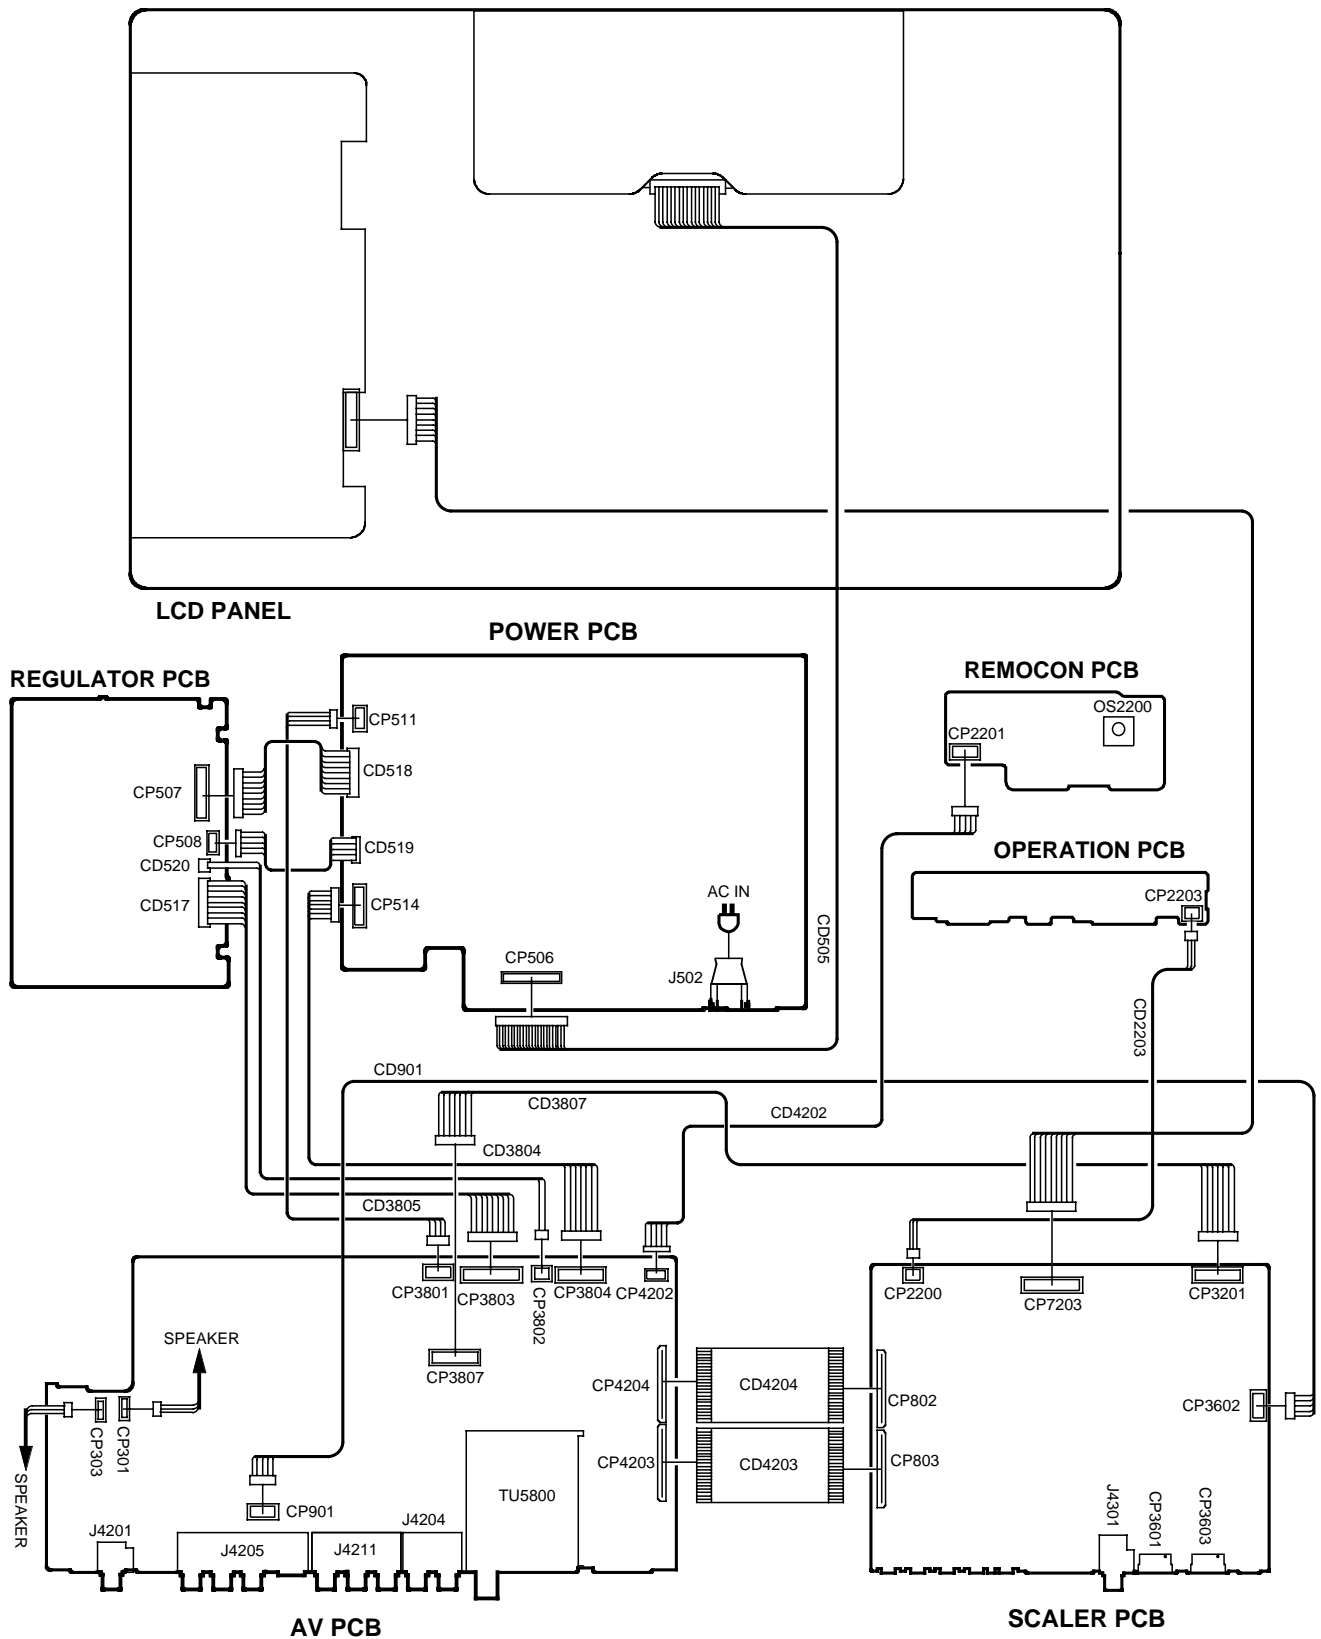 LCD PANEL
POWER PCB
REGULATOR PCB
REMOCON PCB
OS2200
CP511
CP2201
CD518
CP507
CP508
CD519
CD520
OPERATION PCB
CD517
CP514
AC IN
CP2203
CD505
CP506
J502
CD2203
CD901
CD3807
CD4202
CD3804
CD3805
CP3801
CP3803
CP3802
CP3804
CP4202
CP2200
CP7203
CP3201
SPEAKER
CP3807
CP4204
CD4204
CP802
CP3602
CP303
CP301
CP4203
CD4203
CP803
SPEAKER
TU5800
CP901
J4201
J4205
J4211
J4204
J4301
CP3601
CP3603
AV PCB
SCALER PCB